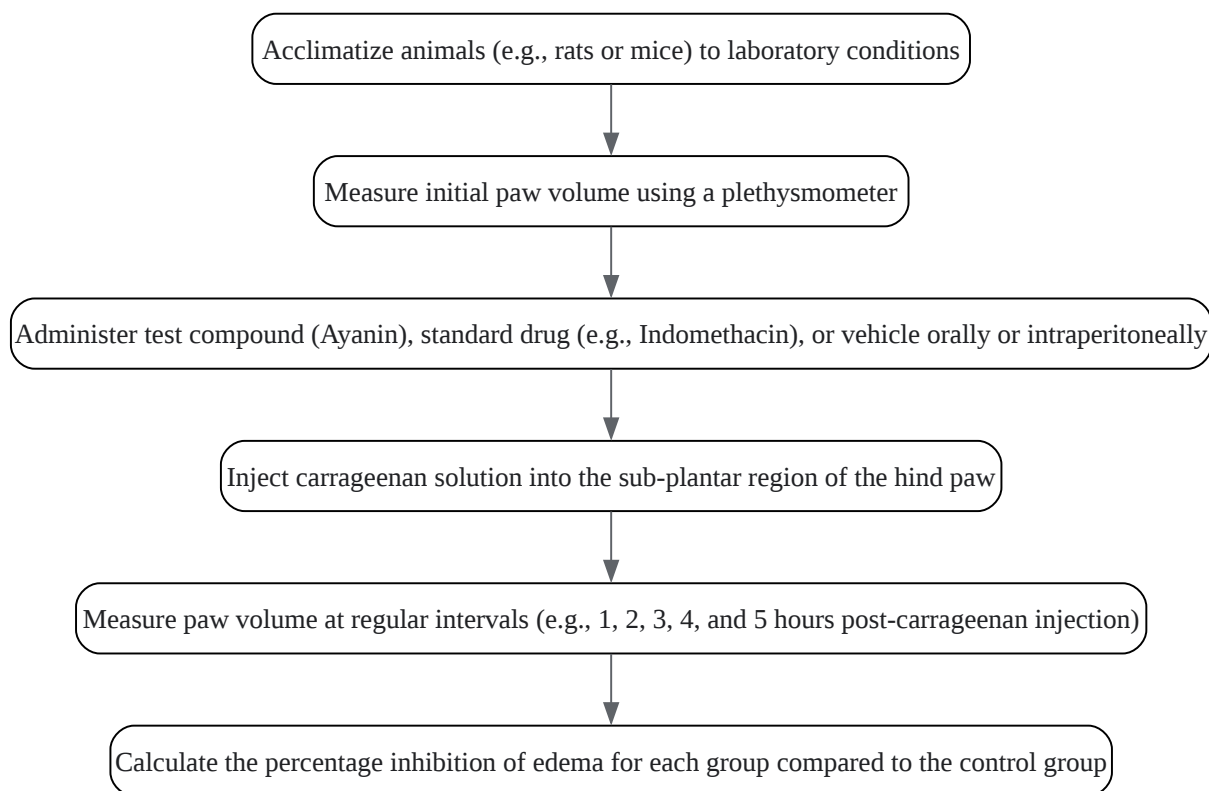 Acclimatize animals (e.g., rats or mice) to laboratory conditions
Measure initial paw volume using a plethysmometer
Administer test compound (Ayanin), standard drug (e.g., Indomethacin), or vehicle orally or intraperitoneally
Inject carrageenan solution into the sub-plantar region of the hind paw
Measure paw volume at regular intervals (e.g., 1, 2, 3, 4, and 5 hours post-carrageenan injection)
Calculate the percentage inhibition of edema for each group compared to the control group